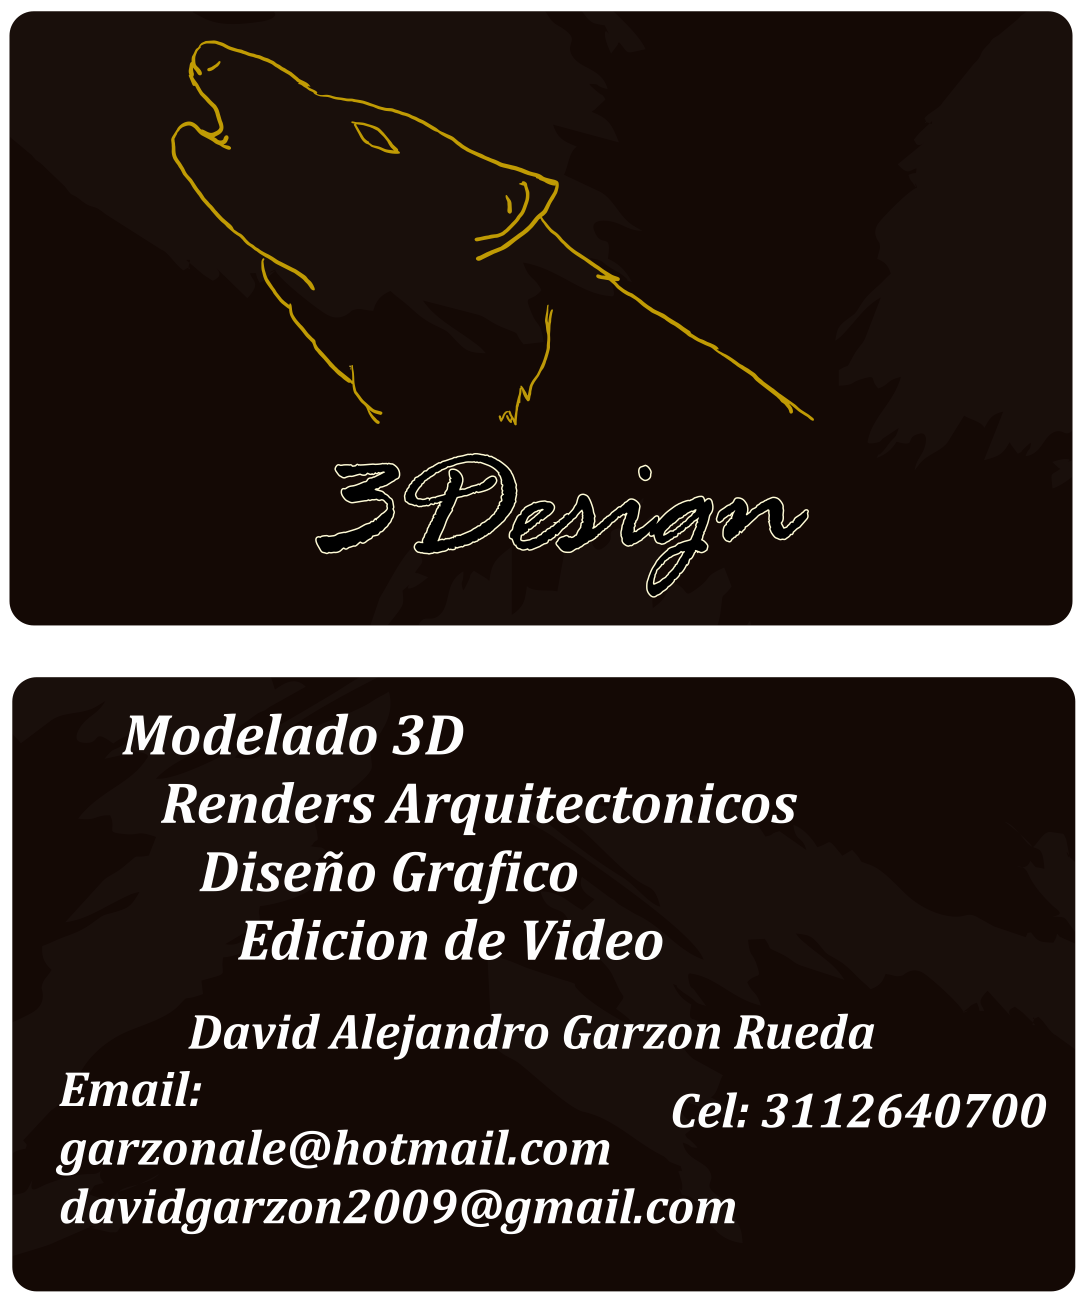 3Design
Modelado 3D
Renders Arquitectonicos
Diseño Grafico
Edicion de Video
David Alejandro Garzon Rueda
Email:
Cel: 3112640700
garzonale@hotmail.com
davidgarzon2009@gmail.com